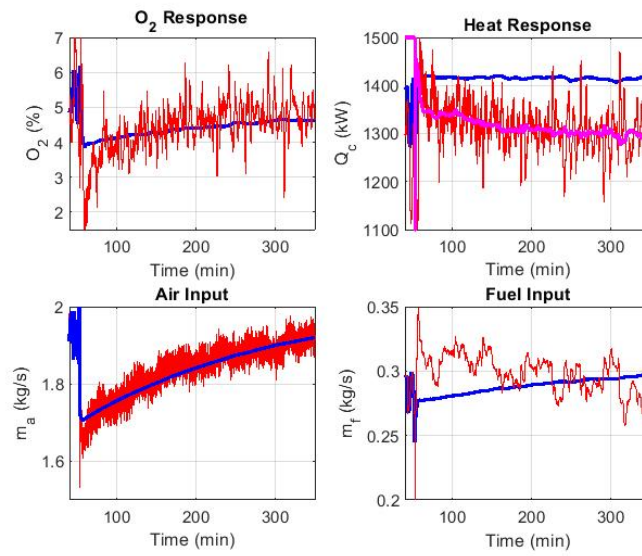 O2 Response
7
6
5
4
3
2
O2 (%)
100
200
300
Time (min)
Heat Response
1500
1400
1300
1200
1100
Qc (kW)
100
200
300
Time (min)
Air Input
2
1.8
1.6
ma (kg/s)
100
200
300
Time (min)
Fuel Input
0.35
0.3
0.25
0.2
mf (kg/s)
100
200
300
Time (min)